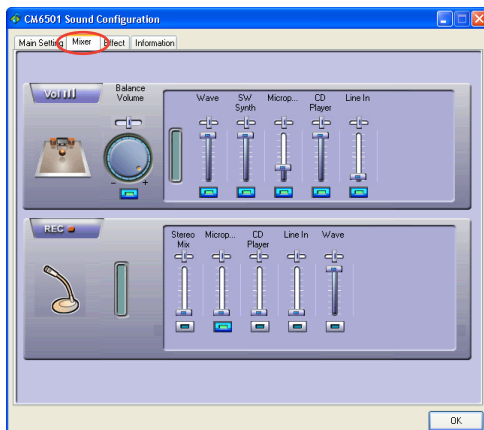 CM6501 Sound Configuration
Main Setting Mixer Effect Information
Vol
Balance
Volume
Wave
SW
Synth
Microp...
CD
Player
Line In
- +
REC
Stereo
Mix
Microp...
CD
Player
Line In
Wave
OK